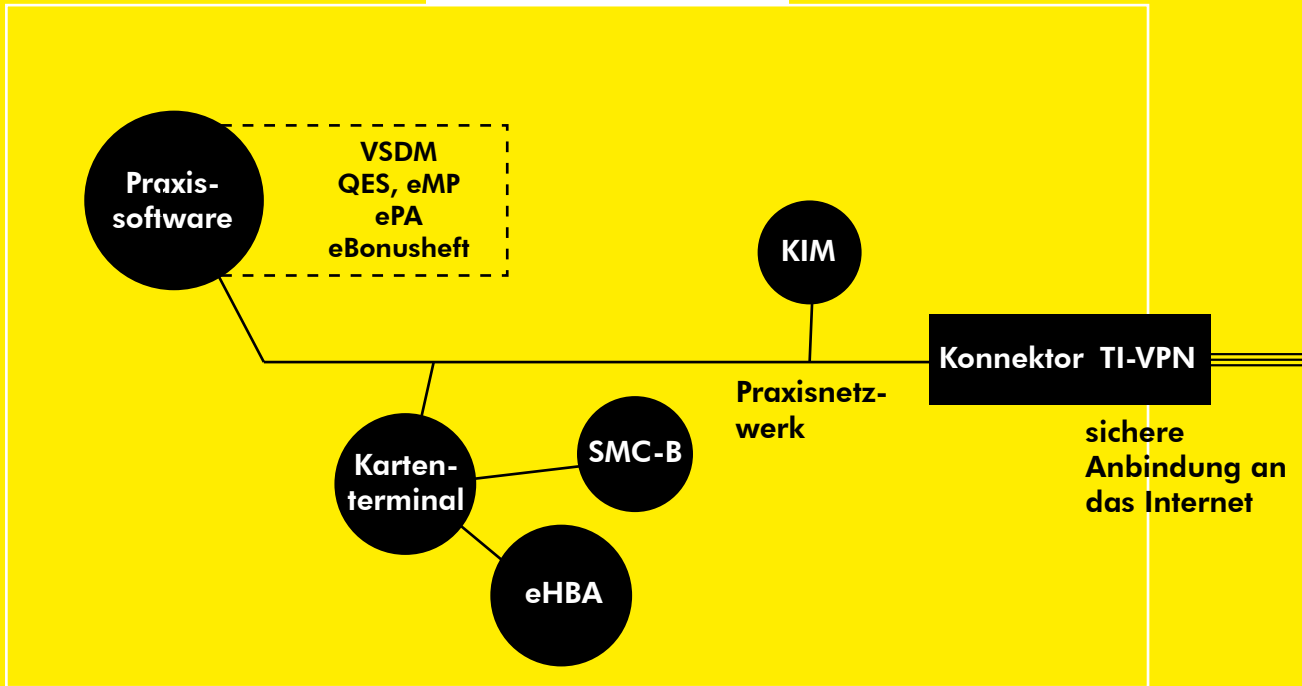 Praxis-
software
VSDM
QES, eMP
ePA
eBonusheft
KIM
Konnektor TI-VPN
Praxisnetz-
werk
sichere
Anbindung an
das Internet
Karten-
terminal
SMC-B
eHBA